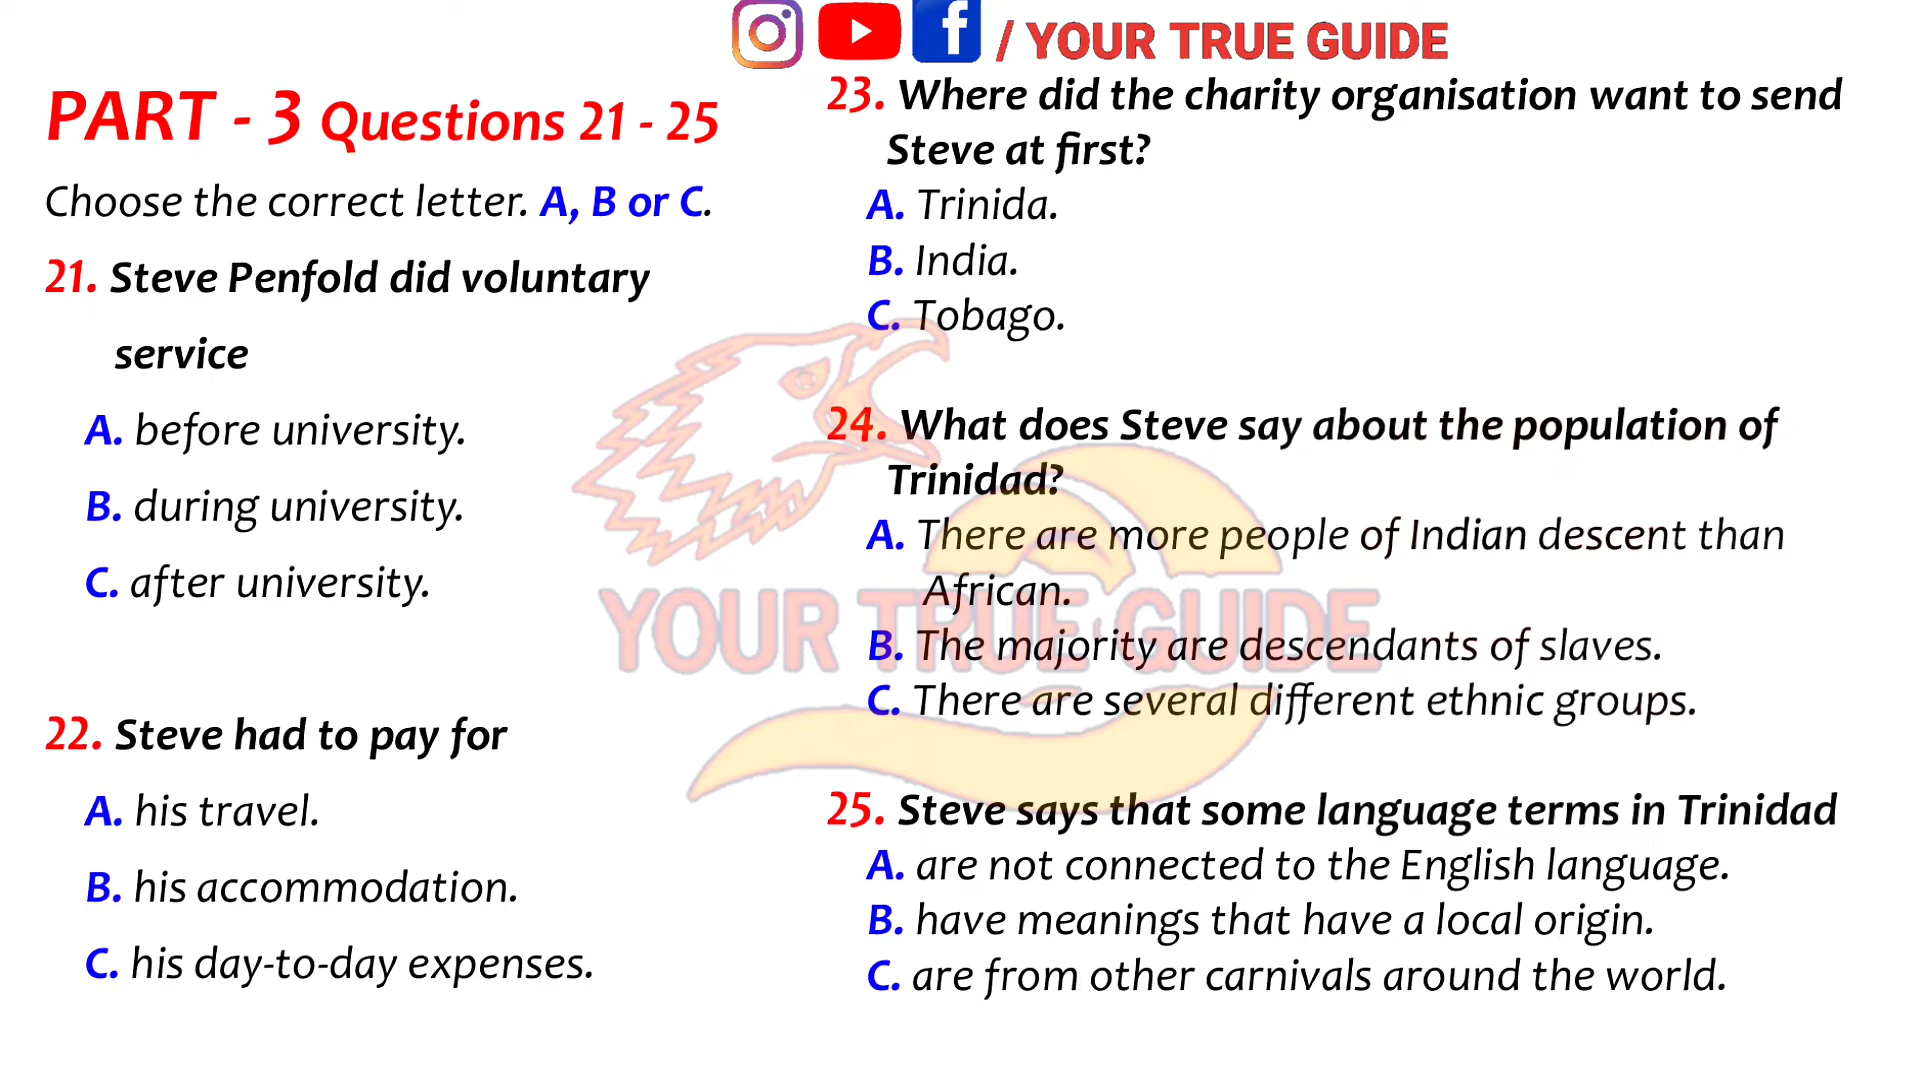 / YOUR TRUE GUIDE
PART - 3 Questions 21 - 25
Choose the correct letter. A, B or C.
21. Steve Penfold did voluntary
service
A. before university.
B. during university.
C. after university.
22. Steve had to pay for
A. his travel.
B. his accommodation.
C. his day-to-day expenses.
23. Where did the charity organisation want to send
Steve at first?
A. Trinida.
B. India.
C. Tobago.
24. What does Steve say about the population of
Trinidad?
A. There are more people of Indian descent than
African.
B. The majority are descendants of slaves.
C. There are several different ethnic groups.
25. Steve says that some language terms in Trinidad
A. are not connected to the English language.
B. have meanings that have a local origin.
C. are from other carnivals around the world.
YOUR TRUE GUIDE